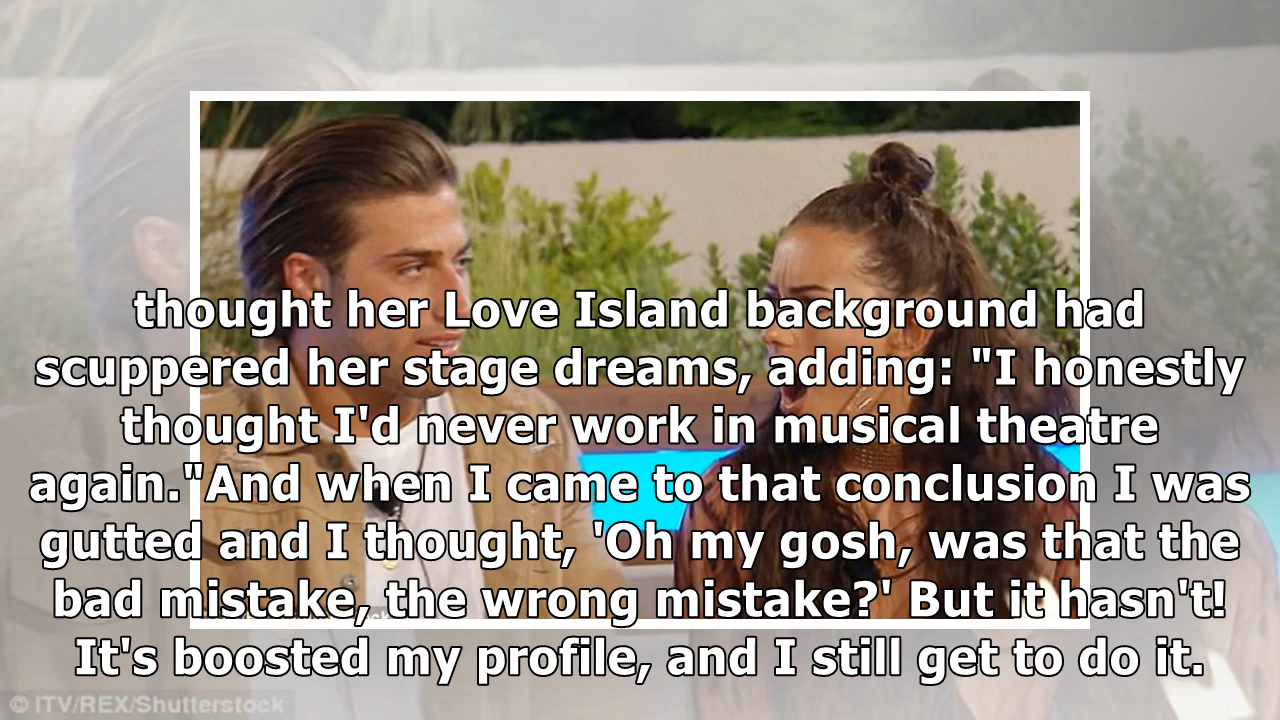 thought her Love Island background had
scuppered her stage dreams, adding: "I honestly
thought I'd never work in musical theatre
again."And when I came to that conclusion I was
gutted and I thought, 'Oh my gosh, was that the
bad mistake, the wrong mistake?' But it hasn't!
It's boosted my profile, and I still get to do it.
© ITV/REX/Shutterstock